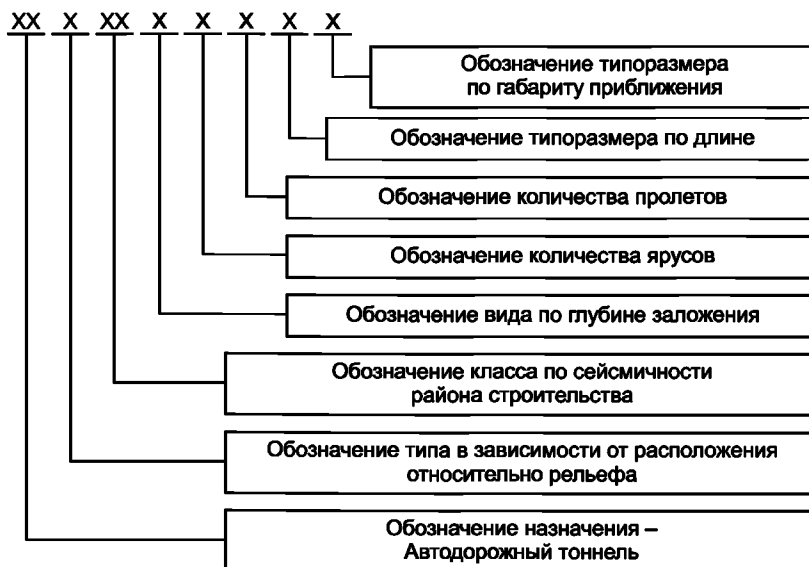 XX X XX X X X X X
Обозначение типоразмера
по габариту приближения
Обозначение типоразмера по длине
Обозначение количества пролетов
Обозначение количества ярусов
Обозначение вида по глубине заложения
Обозначение класса по сейсмичности
района строительства
Обозначение типа в зависимости от расположения
относительно рельефа
Обозначение назначения –
Автодорожный тоннель